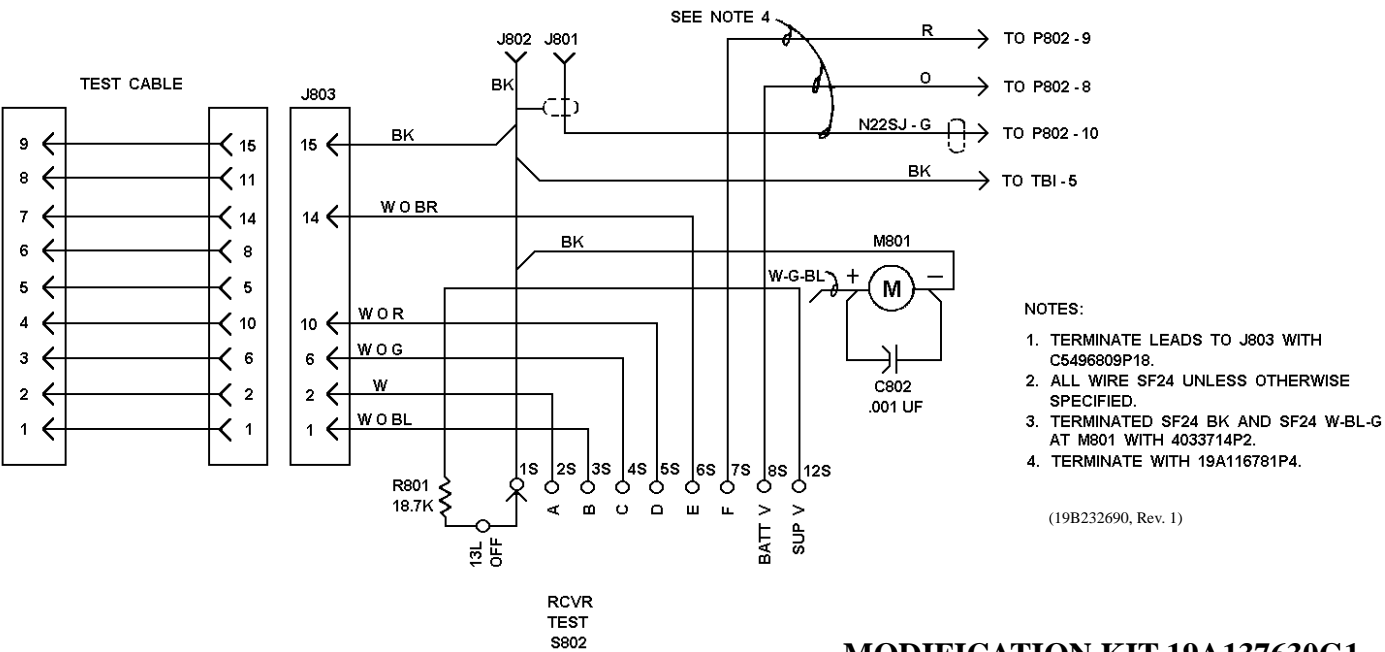 SEE NOTE 4
J802 J801
R TO P802 - 9
TEST CABLE
BK
O TO P802 - 8
J803
9 15 15 BK
N22SJ - G TO P802 - 10
8 11
BK TO TBI - 5
7 14 14 W O BR
6 8
BK M801
W-G-BL + M −
5 5
4 10 10 W O R
3 6 6 W O G
2 2 2 W
1 1 1 W O BL
C802
.001 UF
NOTES:
1. TERMINATE LEADS TO J803 WITH
C5496809P18.
2. ALL WIRE SF24 UNLESS OTHERWISE
SPECIFIED.
3. TERMINATED SF24 BK AND SF24 W-BL-G
AT M801 WITH 4033714P2.
4. TERMINATE WITH 19A116781P4.
(19B232690, Rev. 1)
1S 2S 3S 4S 5S 6S 7S 8S 12S
R801
18.7K
A B C D E F BATT V SUP V
13L
OFF
RCVR
TEST
S802
MODIFICATION KIT 19A137630G1